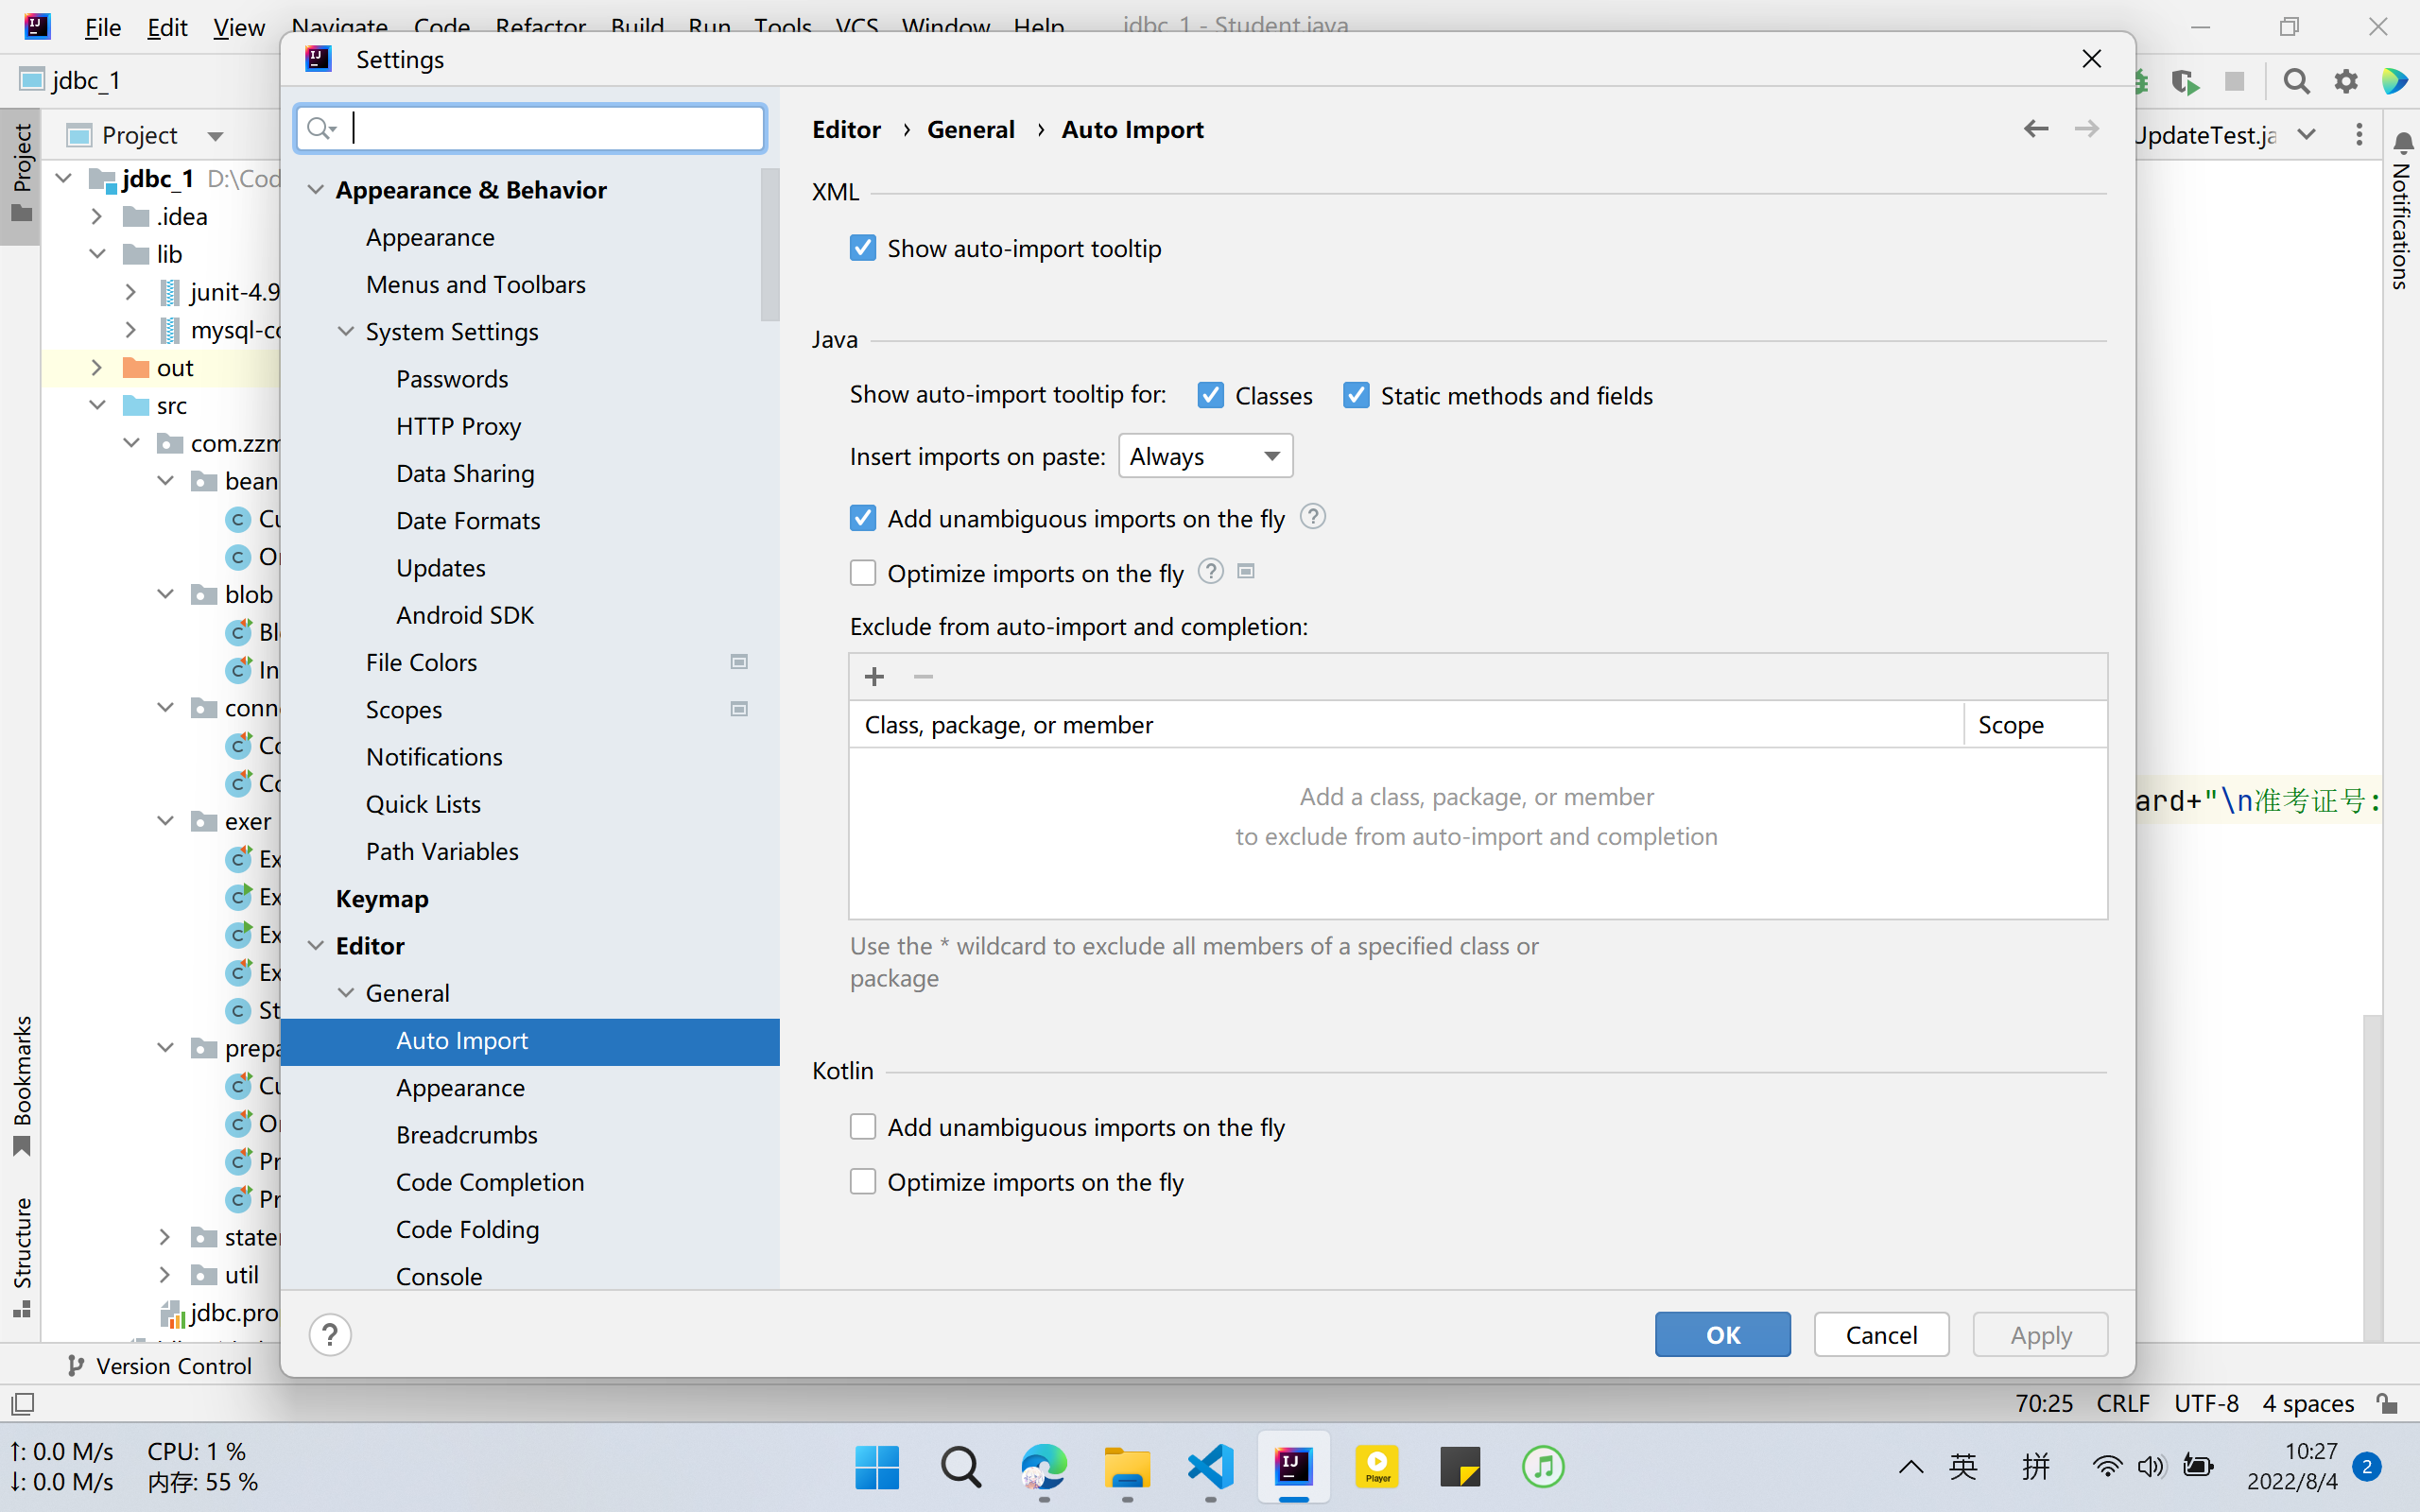 File Edit View Navigate Code Refactor Build Run Tools VCS Window Help jdbc_1 - Student.java
Settings
jdbc_1
Project
Project
jdbc_1 D:\Cod
.idea
lib
junit-4.9
mysql-co
out
src
com.zzm
bean
Cu
Or
blob
Bl
In
conn
Co
Co
exer
Ex
Ex
Ex
Ex
St
prepa
Cu
Or
Pr
Pr
state
util
jdbc.pro
Bookmarks
Structure
Version Control
Appearance & Behavior
Appearance
Menus and Toolbars
System Settings
Passwords
HTTP Proxy
Data Sharing
Date Formats
Updates
Android SDK
File Colors
Scopes
Notifications
Quick Lists
Path Variables
Keymap
Editor
General
Auto Import
Appearance
Breadcrumbs
Code Completion
Code Folding
Console
Editor › General › Auto Import
XML
Show auto-import tooltip
Java
Show auto-import tooltip for: Classes Static methods and fields
Insert imports on paste: Always
Add unambiguous imports on the fly ?
Optimize imports on the fly ?
Exclude from auto-import and completion:
Class, package, or member Scope
Add a class, package, or member
to exclude from auto-import and completion
Use the * wildcard to exclude all members of a specified class or
package
Kotlin
Add unambiguous imports on the fly
Optimize imports on the fly
? OK Cancel Apply
UpdateTest.ja
Notifications
ard+"\n准考证号:
70:25 CRLF UTF-8 4 spaces
↑: 0.0 M/s CPU: 1 %
↓: 0.0 M/s 内存: 55 %
Player
英 拼
10:27
2022/8/4 2